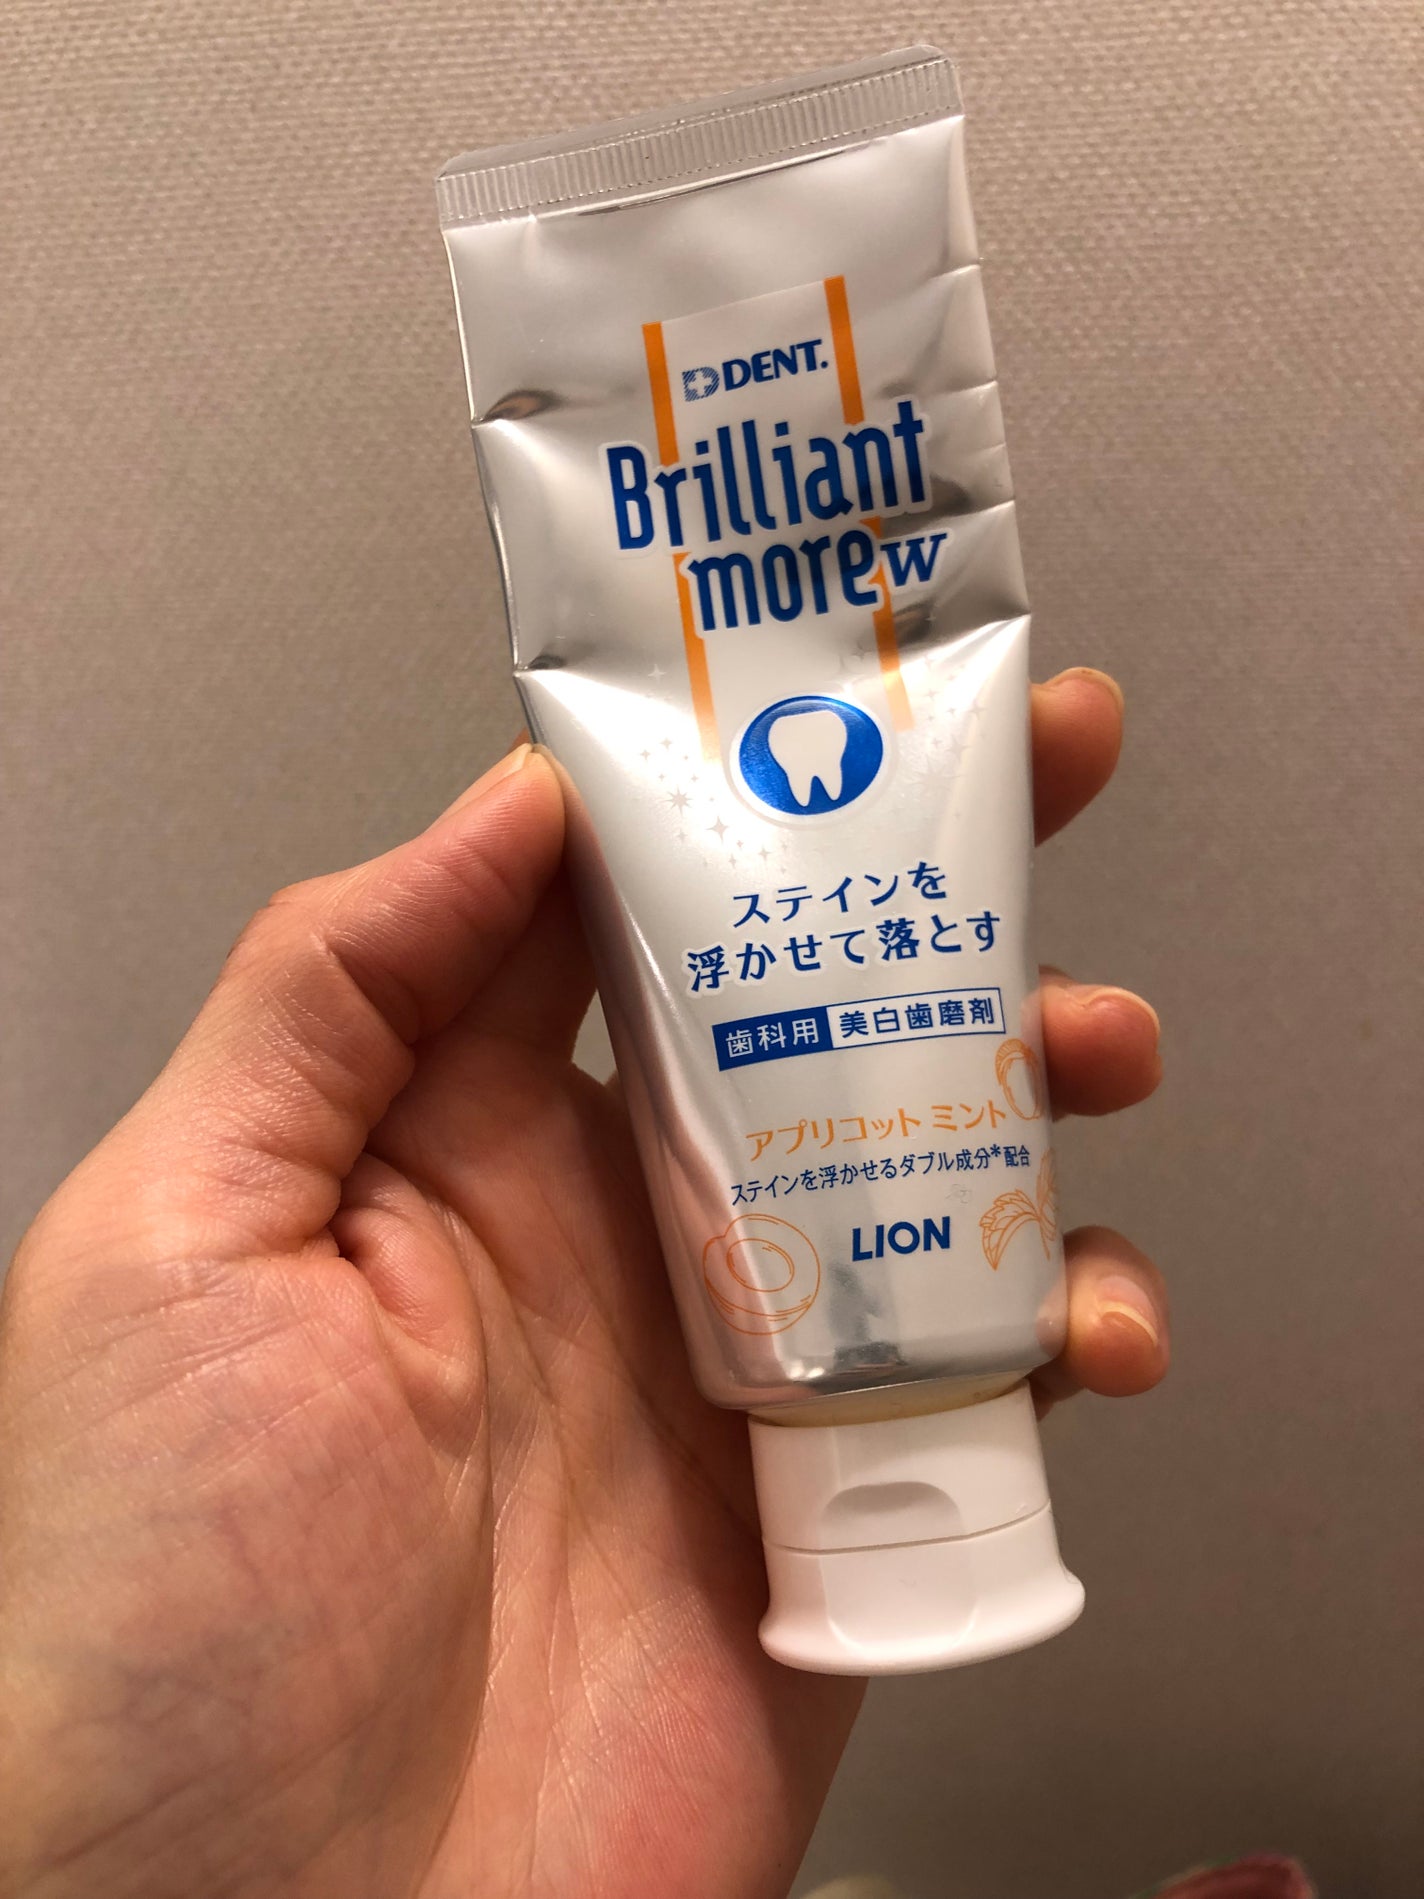 DENT.
Brilliant
more W
ステインを
浮かせて落とす
歯科用 美白歯磨剤
アプリコット ミント
ステインを浮かせるダブル成分*配合
LION